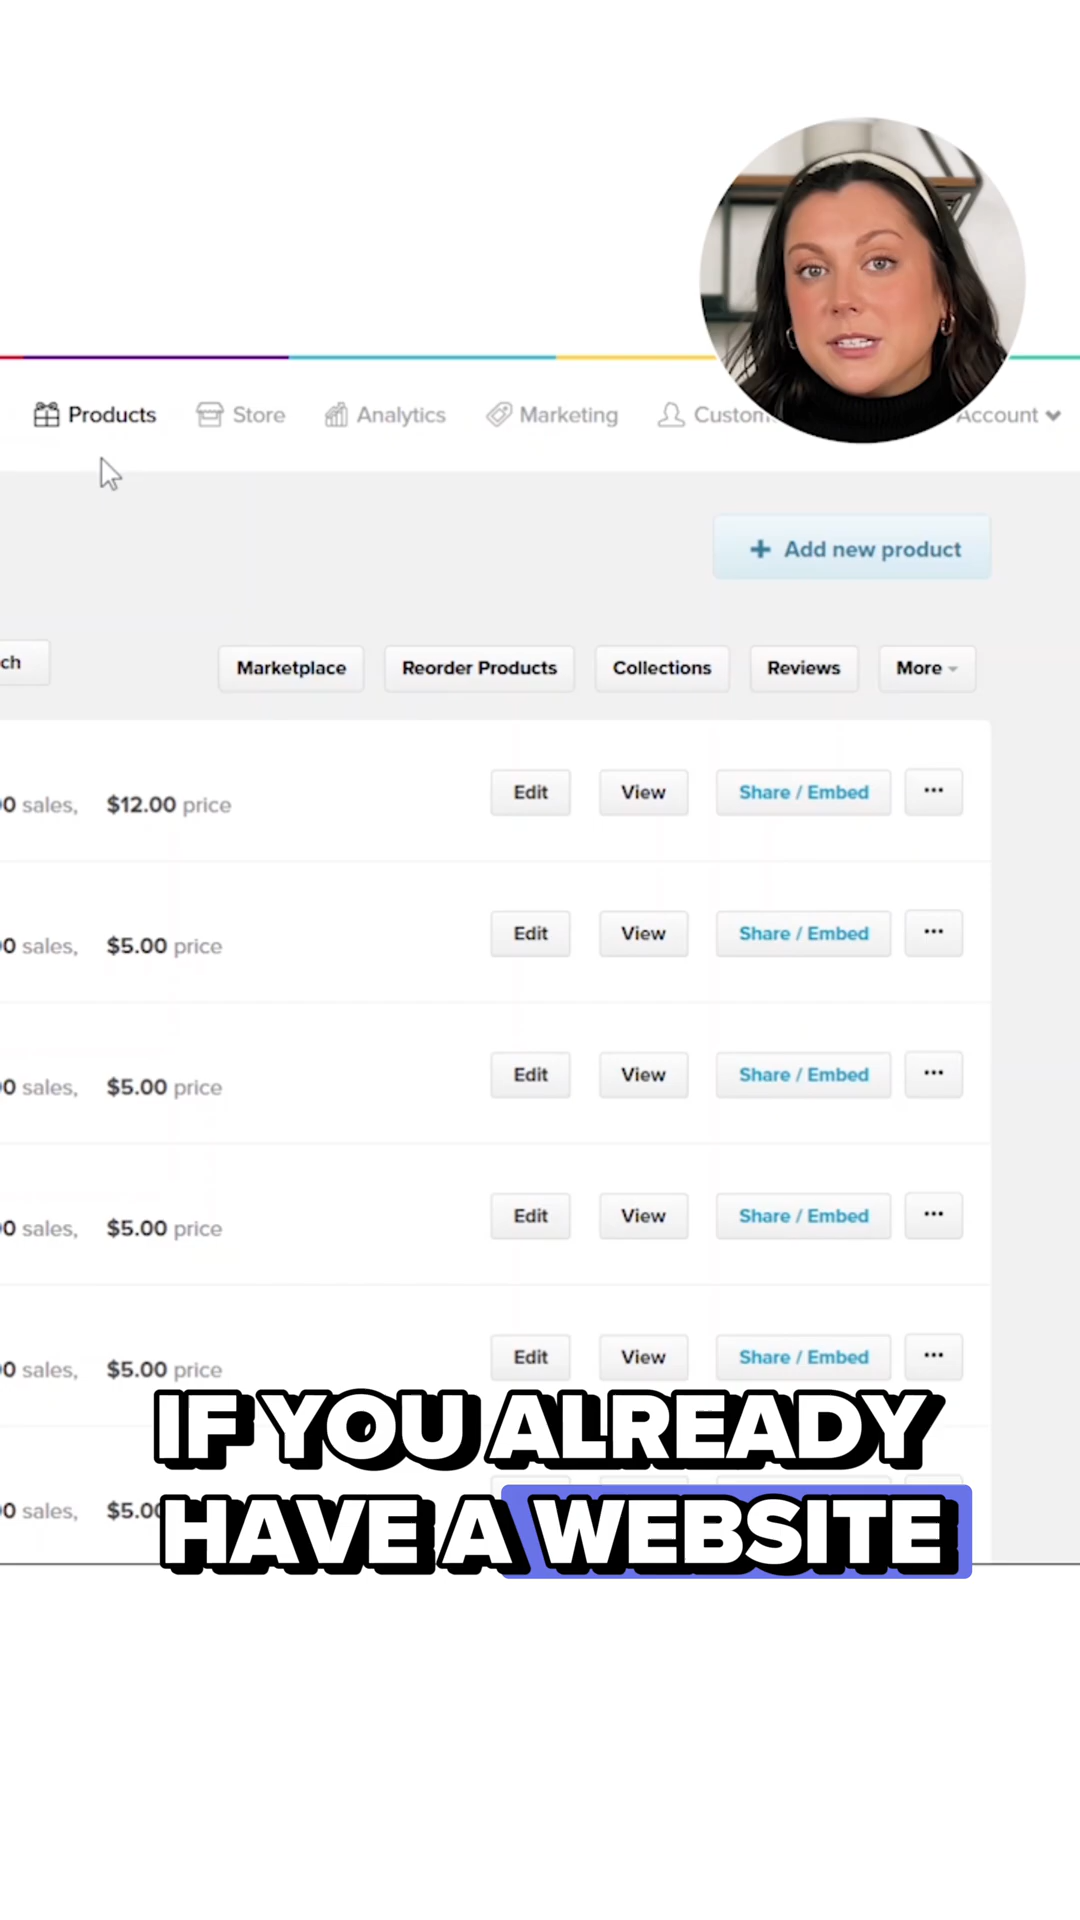 Products Store Analytics Marketing Custom Account
+ Add new product
ch Marketplace Reorder Products Collections Reviews More
0 sales, $12.00 price Edit View Share / Embed ...
0 sales, $5.00 price Edit View Share / Embed ...
0 sales, $5.00 price Edit View Share / Embed ...
0 sales, $5.00 price Edit View Share / Embed ...
0 sales, $5.00 price Edit View Share / Embed ...
IF YOU ALREADY
0 sales, $5.0
HAVE A WEBSITE